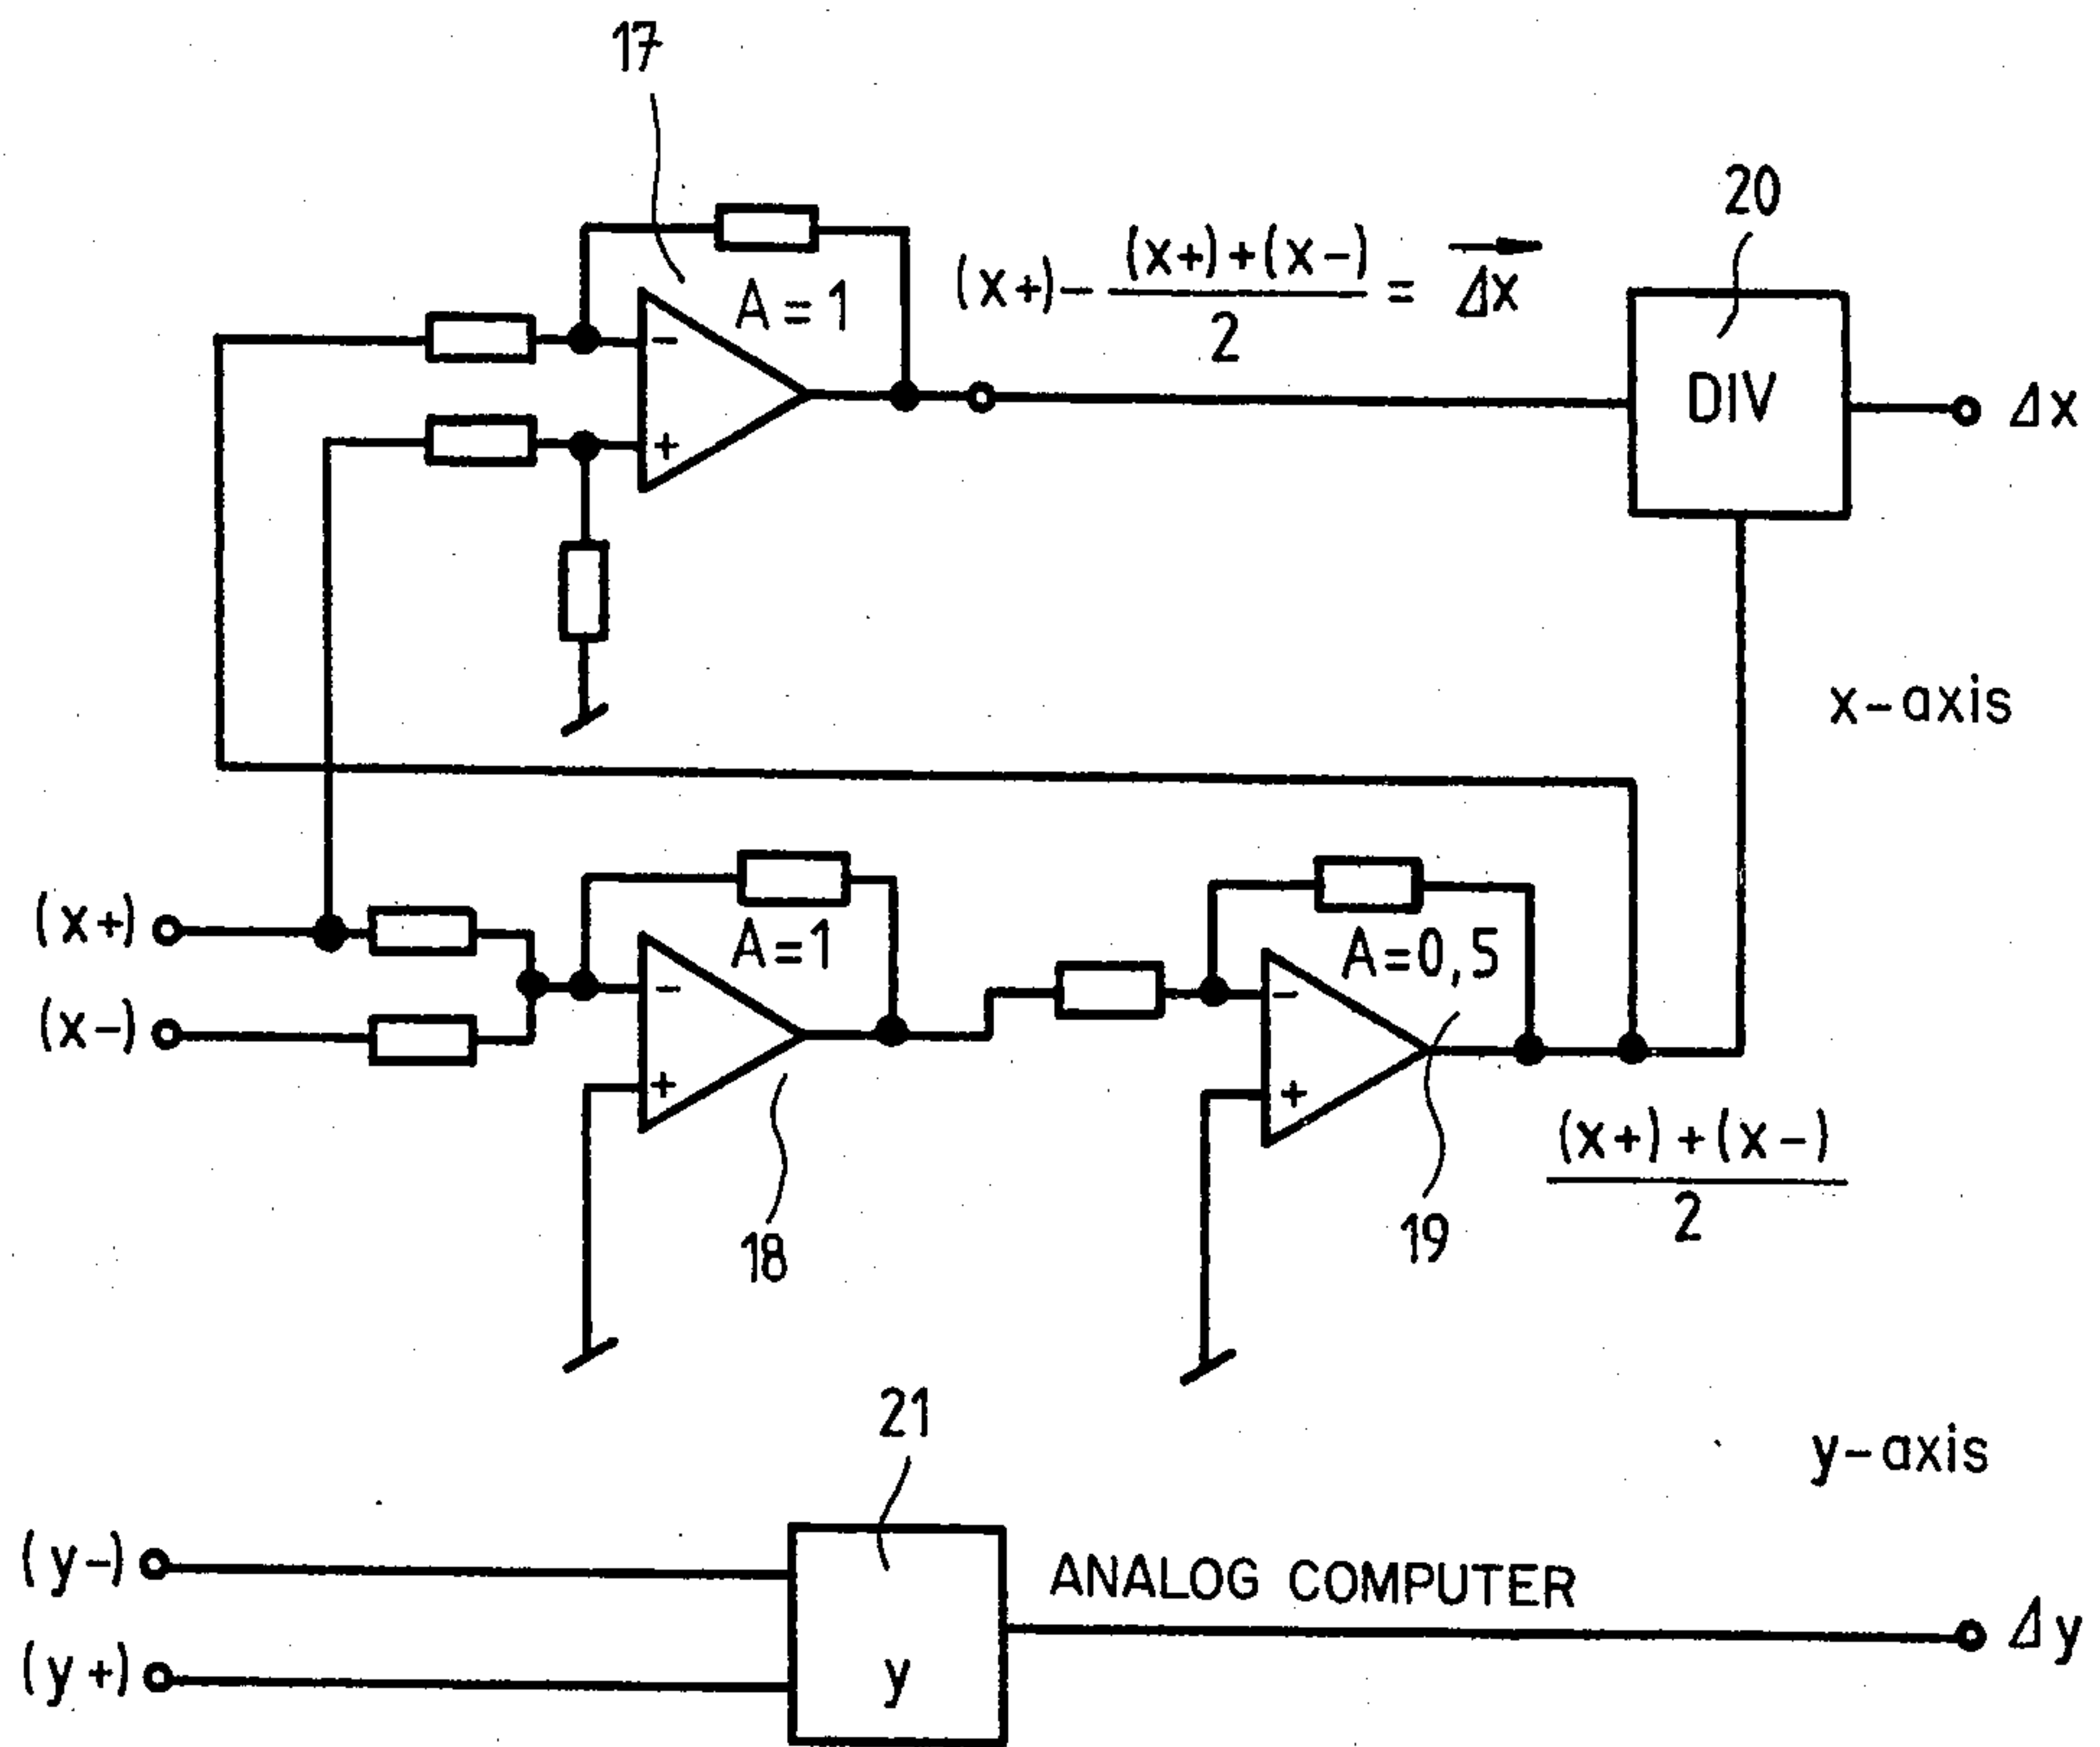 17
20
(x+) - (x+)+(x-) / 2 = Δx
A=1
-
+
DIV
Δx
x-axis
(x+)
(x-)
A=1
-
+
A=0,5
-
+
(x+)+(x-) / 2
18
19
21
y-axis
(y-)
(y+)
y
ANALOG COMPUTER
Δy